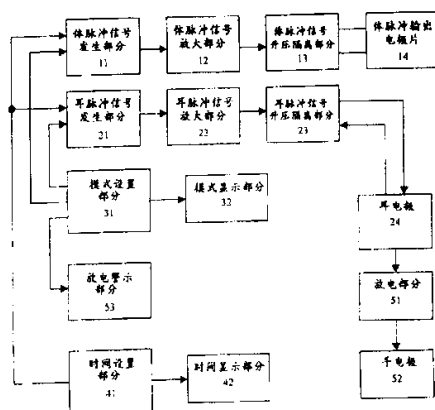 体脉冲信号
发生部分
11
体脉冲信号
放大部分
12
体脉冲信号
升压隔离部分
13
体脉冲输出
电极片
14
耳脉冲信号
发生部分
21
耳脉冲信号
放大部分
22
耳脉冲信号
升压隔离部分
23
模式设置
部分
31
模式显示部分
32
耳电极
24
放电警示
部分
53
放电部分
51
时间设置
部分
41
时间显示部分
42
手电极
52